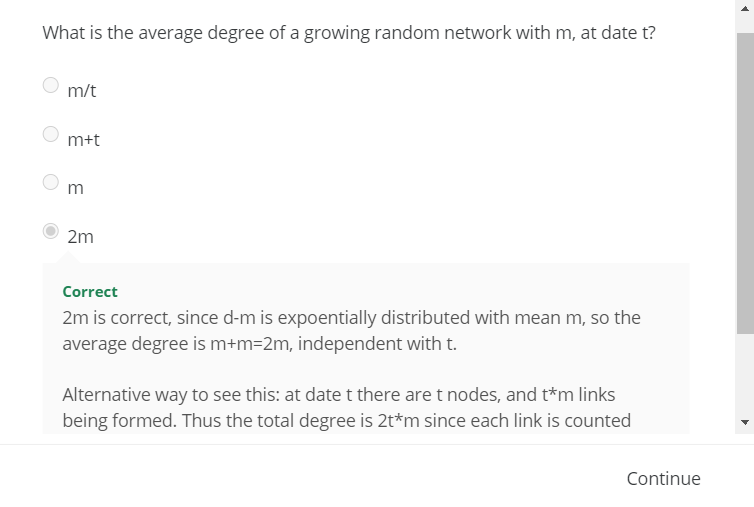 What is the average degree of a growing random network with m, at date t?
m/t
m+t
m
2m
Correct
2m is correct, since d-m is expoentially distributed with mean m, so the
average degree is m+m=2m, independent with t.
Alternative way to see this: at date t there are t nodes, and t*m links
being formed. Thus the total degree is 2t*m since each link is counted
Continue